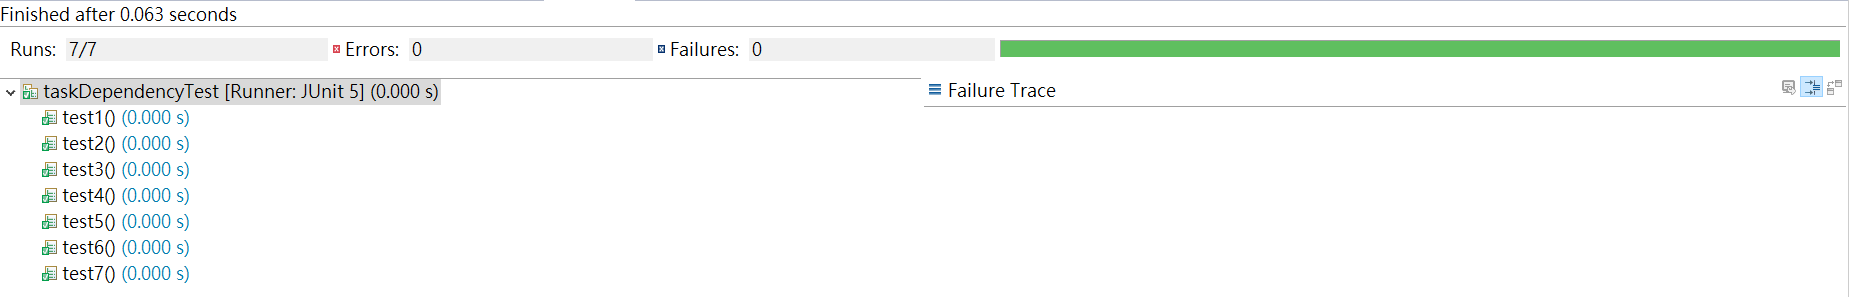 Finished after 0.063 seconds
Runs: 7/7 Errors: 0 Failures: 0
taskDependencyTest [Runner: JUnit 5] (0.000 s)
Failure Trace
test1() (0.000 s)
test2() (0.000 s)
test3() (0.000 s)
test4() (0.000 s)
test5() (0.000 s)
test6() (0.000 s)
test7() (0.000 s)